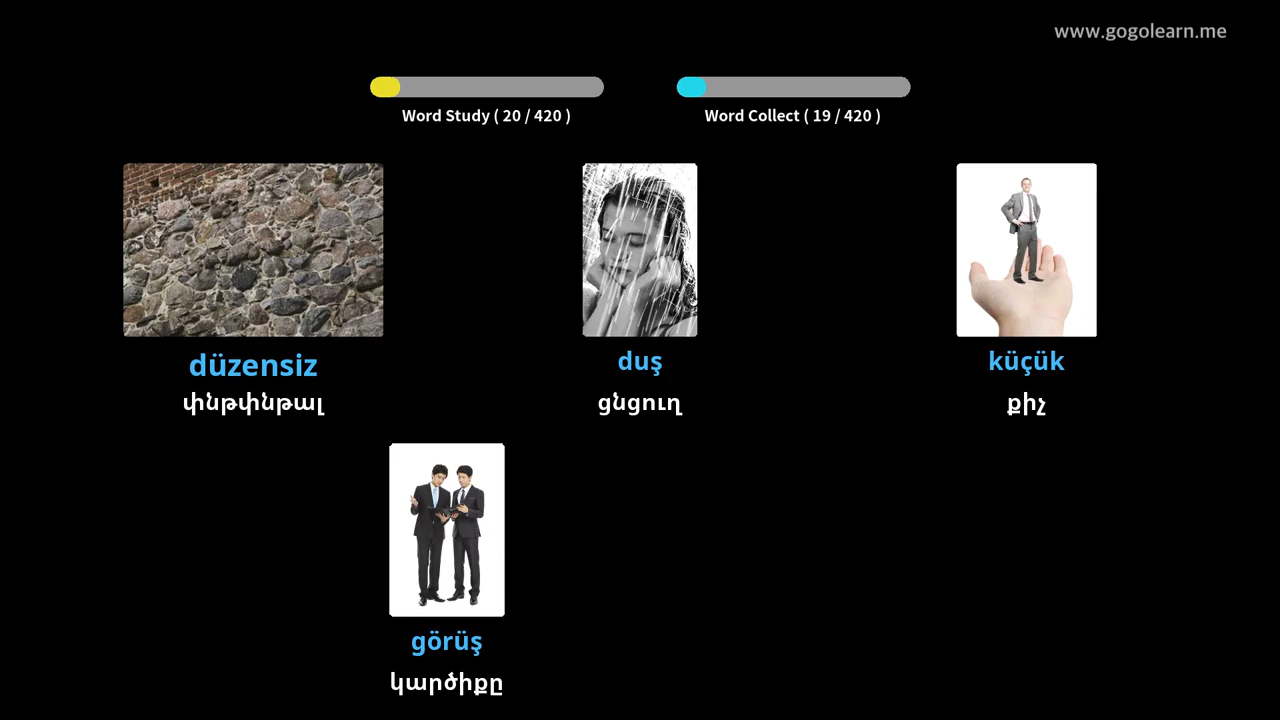 www.gogolearn.me
Word Study ( 20 / 420 )
Word Collect ( 19 / 420 )
düzensiz
փնթփնթալ
duş
ցնցուղ
küçük
քիչ
görüş
կարծիքը